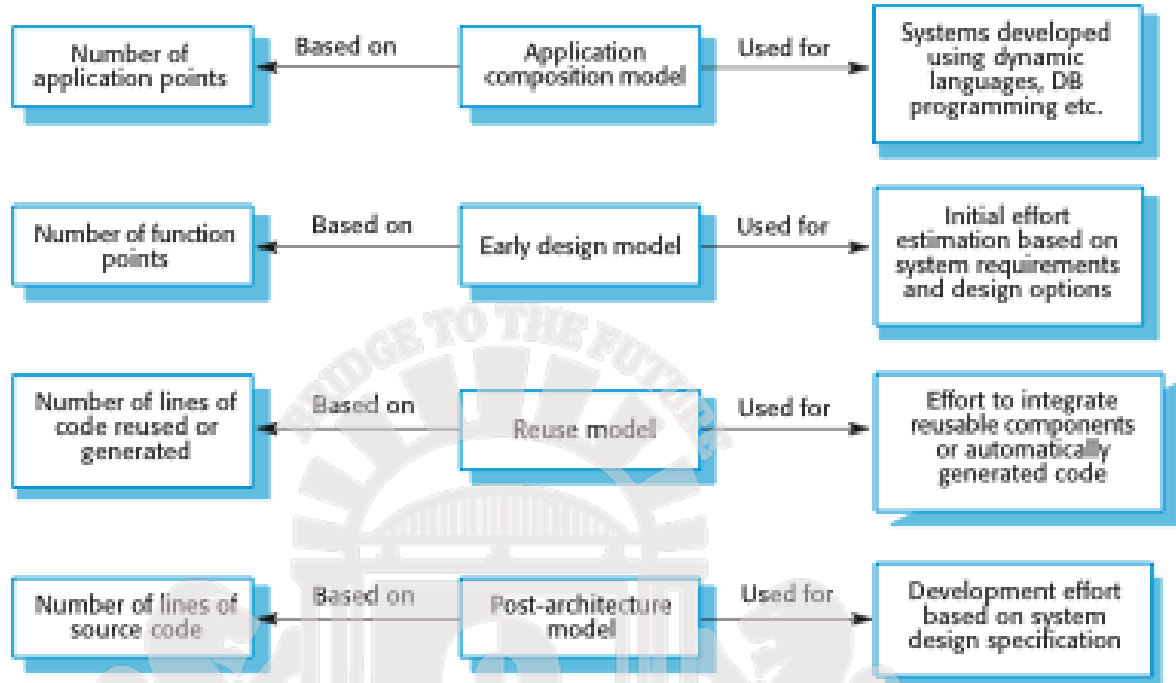 Number of
application points
Based on
Application
composition model
Used for
Systems developed
using dynamic
languages, DB
programming etc.
Number of function
points
Based on
Early design model
Used for
Initial effort
estimation based on
system requirements
and design options
Number of lines of
code reused or
generated
Based on
Reuse model
Used for
Effort to integrate
reusable components
or automatically
generated code
Number of lines of
source code
Based on
Post-architecture
model
Used for
Development effort
based on system
design specification
BRIDGE TO THE FUTURE